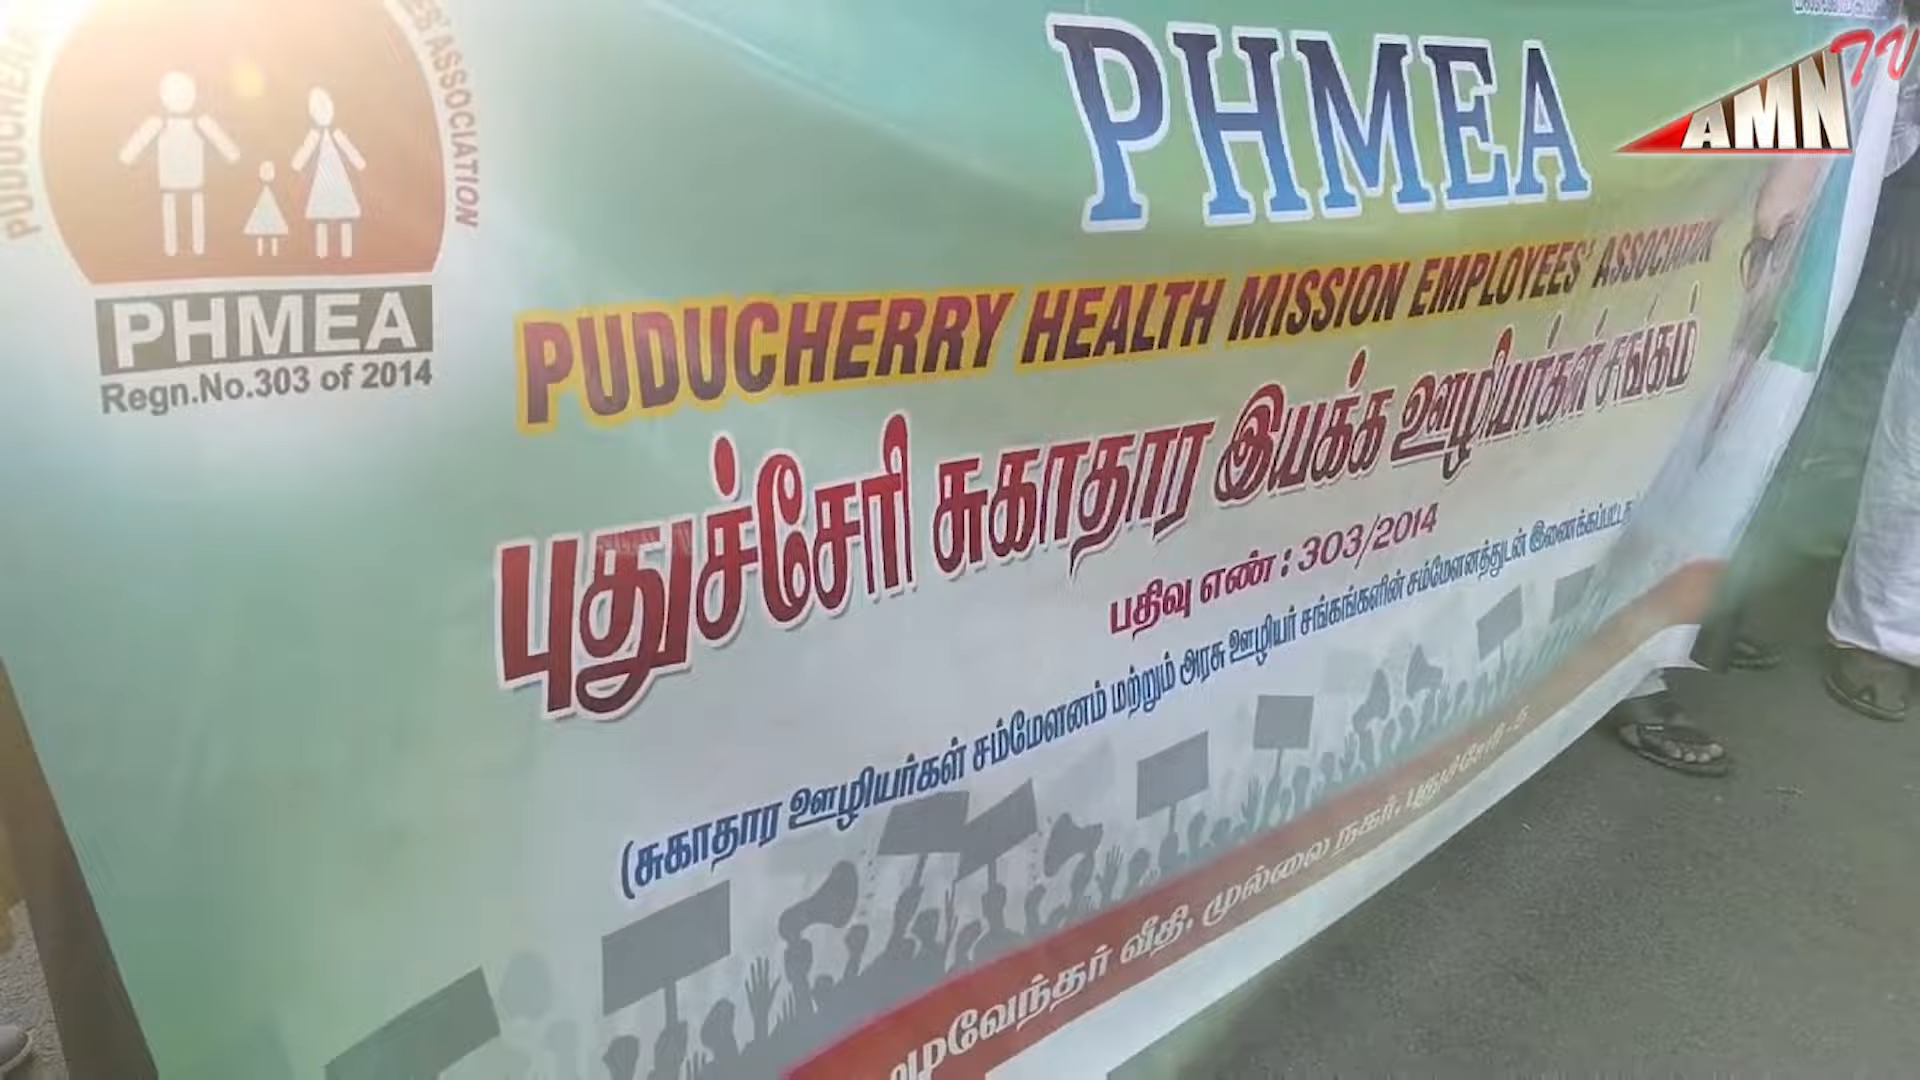 PUDUCHERRY
ES' ASSOCIATION
PHMEA
Regn.No.303 of 2014
PHMEA
AMN TV
PUDUCHERRY HEALTH MISSION EMPLOYEES' ASSOCIATION
புதுச்சேரி சுகாதார இயக்க ஊழியர்கள் சங்கம்
பதிவு எண் : 303/2014
(சுகாதார ஊழியர்கள் சம்மேளனம் மற்றும் அரசு ஊழியர் சங்கங்களின் சம்மேளனத்துடன் இணைக்கப்பட்டது
வீதி, முல்லை நகர், புதுச்சேரி-